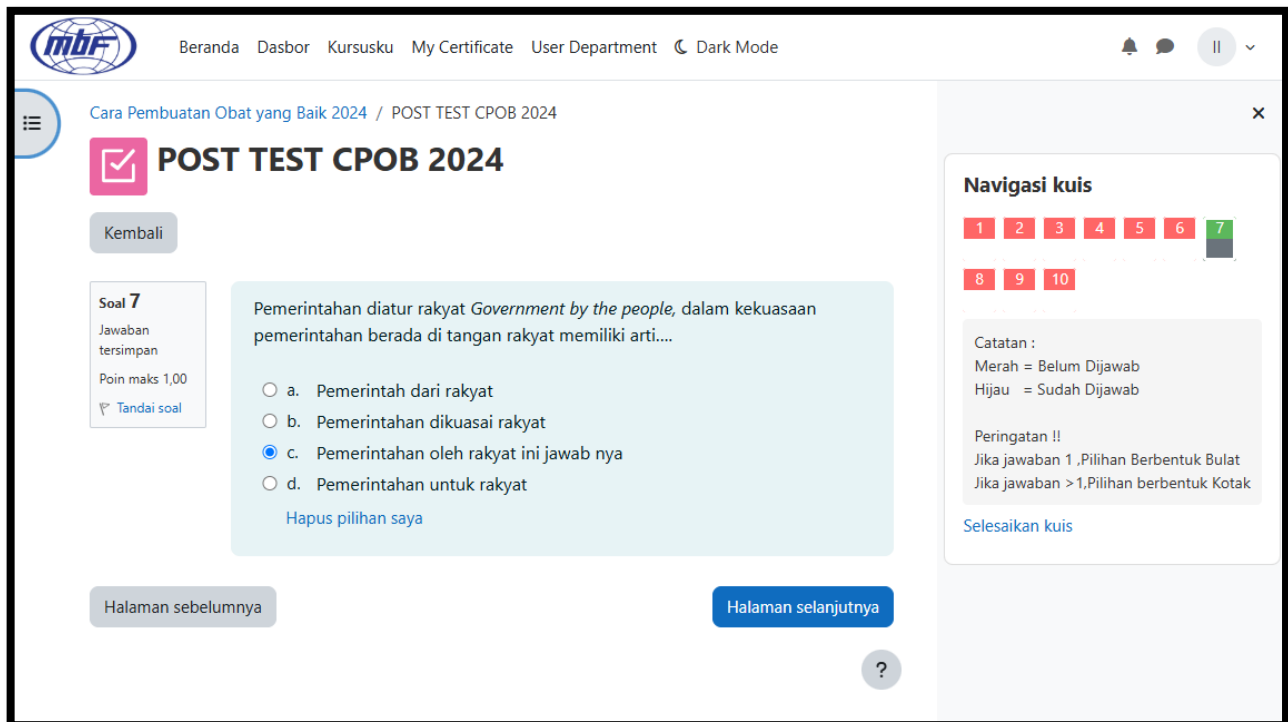 mbf
Beranda Dasbor Kursusku My Certificate User Department Dark Mode
II
Cara Pembuatan Obat yang Baik 2024 / POST TEST CPOB 2024
POST TEST CPOB 2024
Kembali
Soal 7
Jawaban
tersimpan
Poin maks 1,00
Tandai soal
Pemerintahan diatur rakyat Government by the people, dalam kekuasaan
pemerintahan berada di tangan rakyat memiliki arti....
a. Pemerintah dari rakyat
b. Pemerintahan dikuasai rakyat
c. Pemerintahan oleh rakyat ini jawab nya
d. Pemerintahan untuk rakyat
Hapus pilihan saya
Halaman sebelumnya
Halaman selanjutnya
?
Navigasi kuis
1 2 3 4 5 6 7
8 9 10
Catatan :
Merah = Belum Dijawab
Hijau = Sudah Dijawab
Peringatan !!
Jika jawaban 1 ,Pilihan Berbentuk Bulat
Jika jawaban >1,Pilihan berbentuk Kotak
Selesaikan kuis